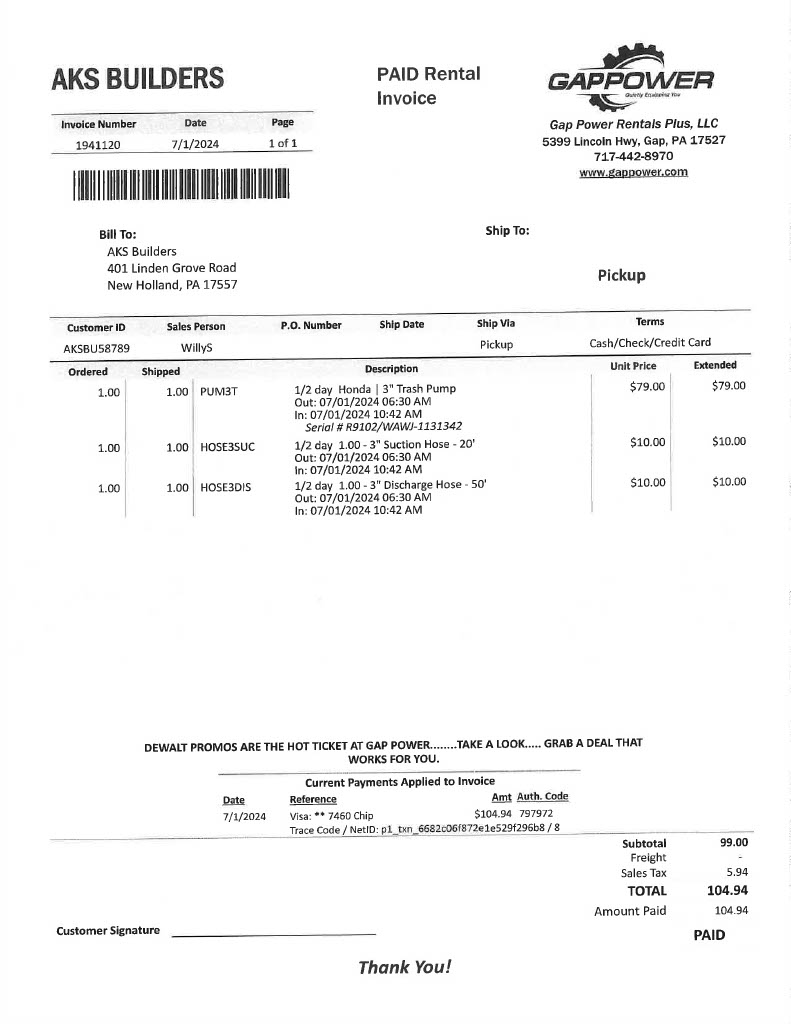 AKS BUILDERS
PAID Rental
Invoice
GAPPOWER
Quietly Equipping You
Gap Power Rentals Plus, LLC
5399 Lincoln Hwy, Gap, PA 17527
717-442-8970
www.gappower.com
Invoice Number Date Page
1941120 7/1/2024 1 of 1
Bill To:
AKS Builders
401 Linden Grove Road
New Holland, PA 17557
Ship To:
Pickup
Customer ID Sales Person P.O. Number Ship Date Ship Via Terms
AKSBU58789 WillyS Pickup Cash/Check/Credit Card
Ordered Shipped Description Unit Price Extended
1.00 1.00 PUM3T 1/2 day Honda | 3" Trash Pump $79.00 $79.00
Out: 07/01/2024 06:30 AM
In: 07/01/2024 10:42 AM
Serial # R9102/WAWJ-1131342
1.00 1.00 HOSE3SUC 1/2 day 1.00 - 3" Suction Hose - 20' $10.00 $10.00
Out: 07/01/2024 06:30 AM
In: 07/01/2024 10:42 AM
1.00 1.00 HOSE3DIS 1/2 day 1.00 - 3" Discharge Hose - 50' $10.00 $10.00
Out: 07/01/2024 06:30 AM
In: 07/01/2024 10:42 AM
DEWALT PROMOS ARE THE HOT TICKET AT GAP POWER........TAKE A LOOK..... GRAB A DEAL THAT
WORKS FOR YOU.
Current Payments Applied to Invoice
Date Reference Amt Auth. Code
7/1/2024 Visa: ** 7460 Chip $104.94 797972
Trace Code / NetID: p1_txn_6682c06f872e1e529f296b8 / 8
Subtotal 99.00
Freight -
Sales Tax 5.94
TOTAL 104.94
Amount Paid 104.94
Customer Signature
PAID
Thank You!